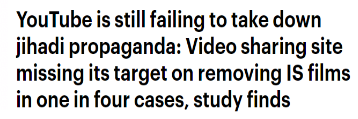 YouTube is still failing to take down
jihadi propaganda: Video sharing site
missing its target on removing IS films
in one in four cases, study finds